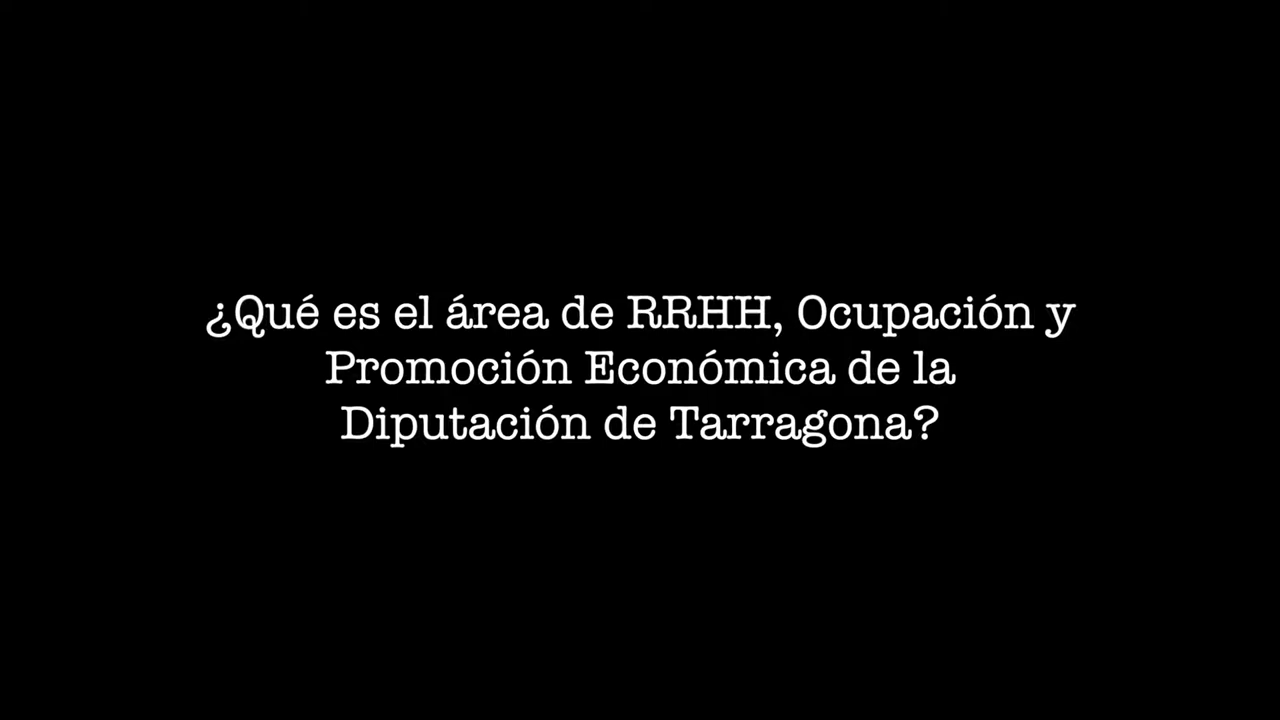 ¿Qué es el área de RRHH, Ocupación y
Promoción Económica de la
Diputación de Tarragona?